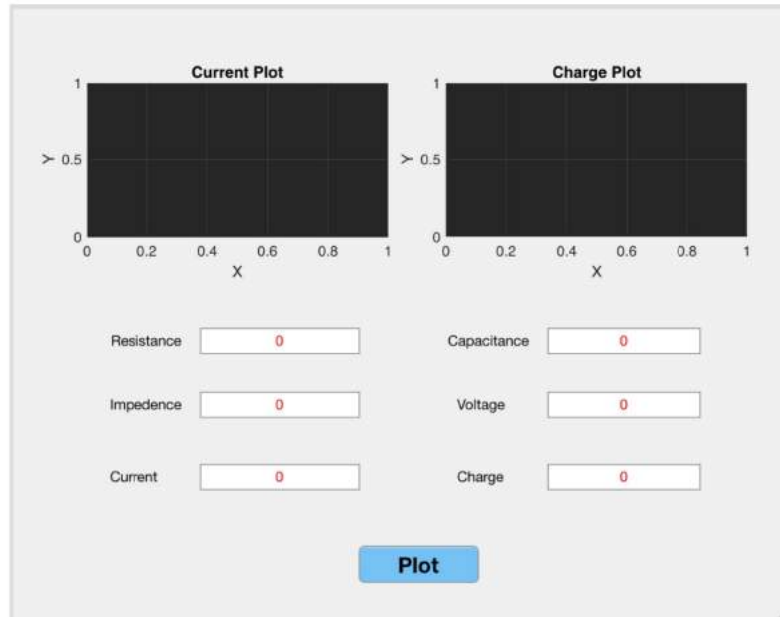 Current Plot
1
Y
0.5
0
0 0.2 0.4 0.6 0.8 1
X
Charge Plot
1
Y
0.5
0
0 0.2 0.4 0.6 0.8 1
X
Resistance 0
Capacitance 0
Impedence 0
Voltage 0
Current 0
Charge 0
Plot